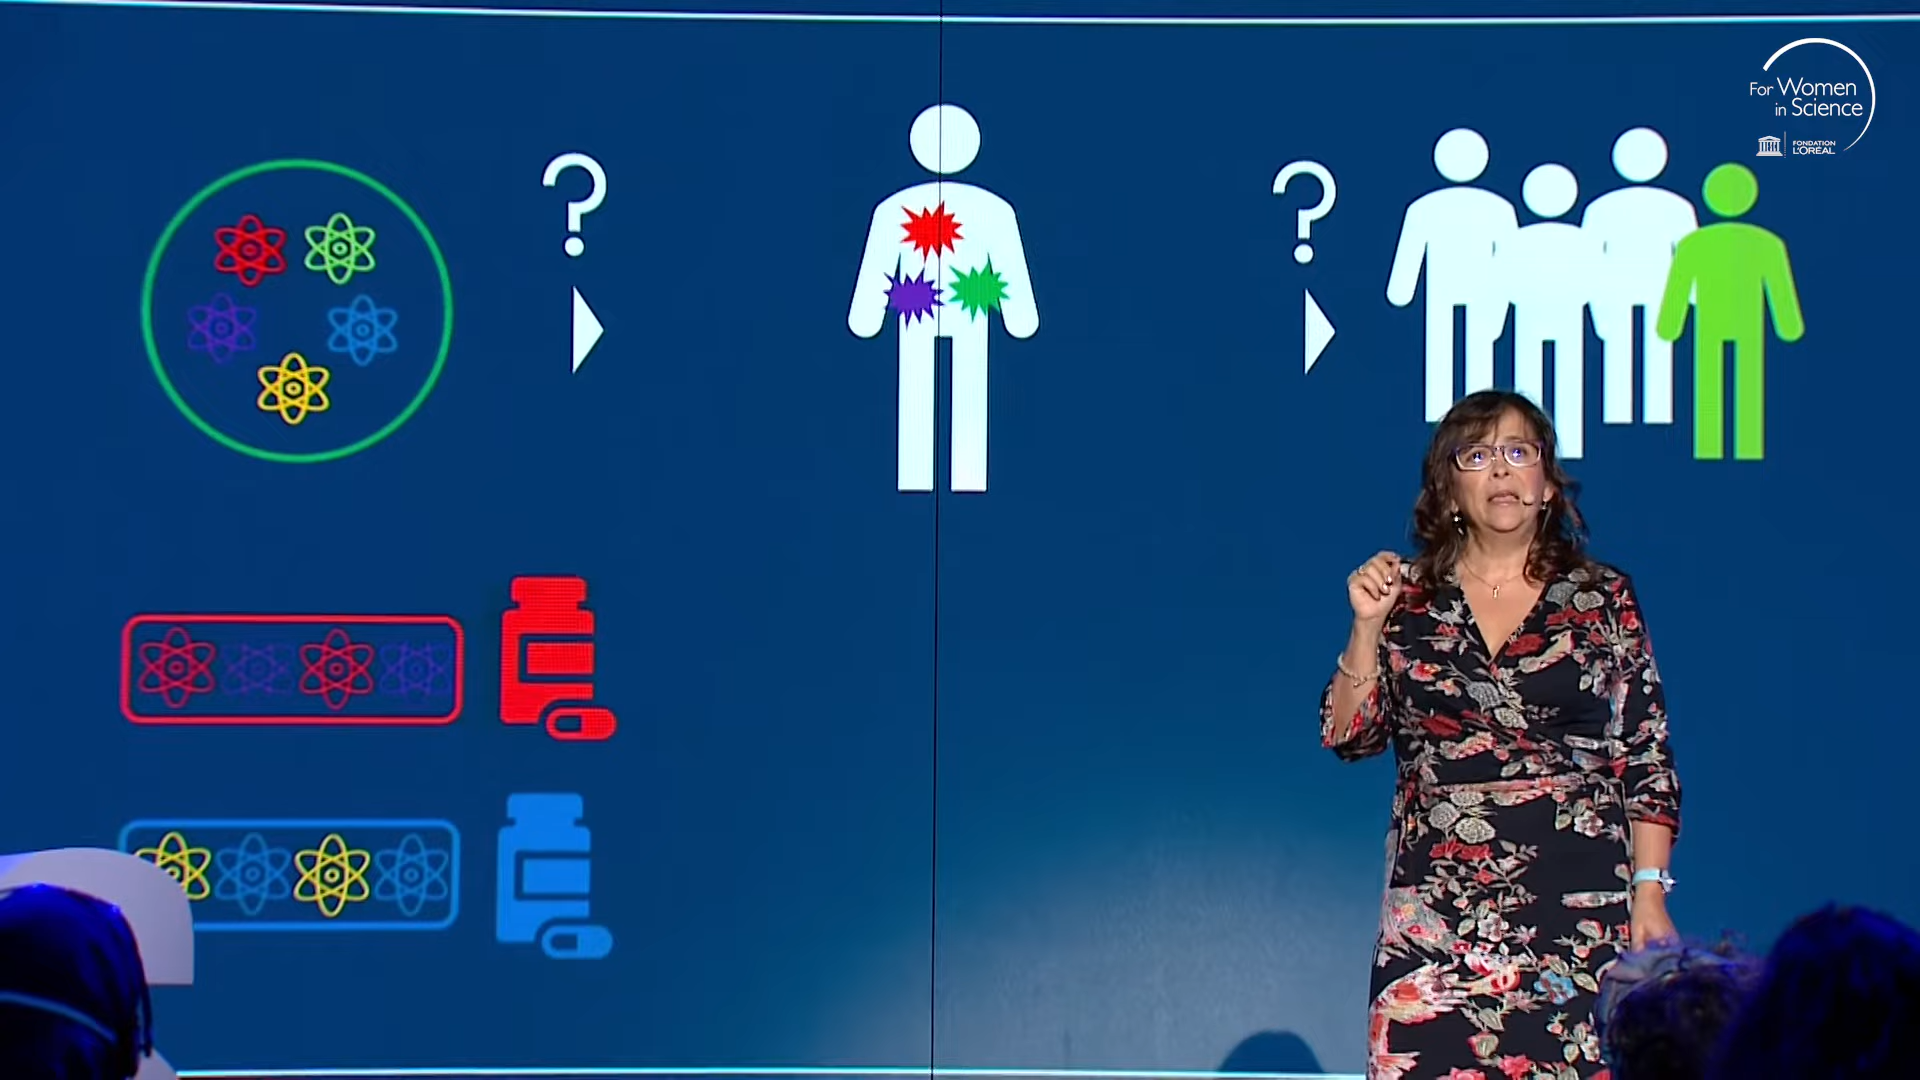 ?
?
For Women
in Science
FONDATION
L'ORÉAL